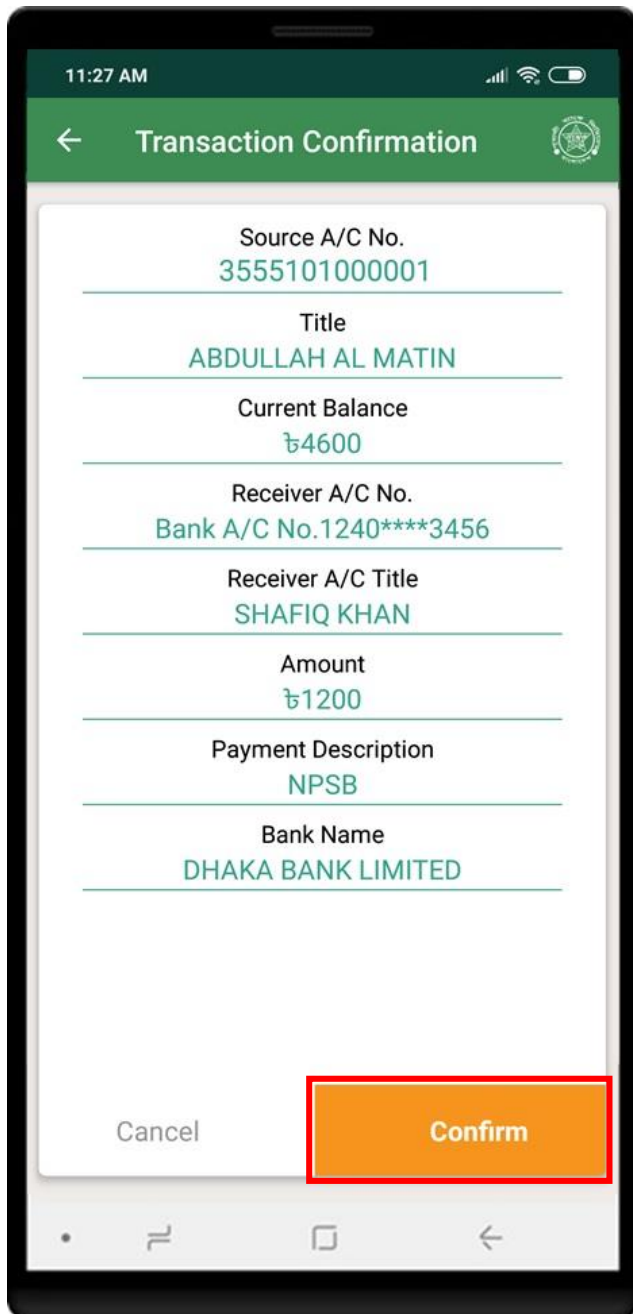 11:27 AM
Transaction Confirmation
Source A/C No.
3555101000001
Title
ABDULLAH AL MATIN
Current Balance
৳4600
Receiver A/C No.
Bank A/C No.1240****3456
Receiver A/C Title
SHAFIQ KHAN
Amount
৳1200
Payment Description
NPSB
Bank Name
DHAKA BANK LIMITED
Cancel
Confirm